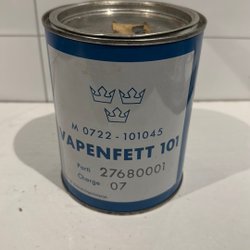 M 0722 - 101045
VAPENFETT 101
Parti 27680001
Charge 07